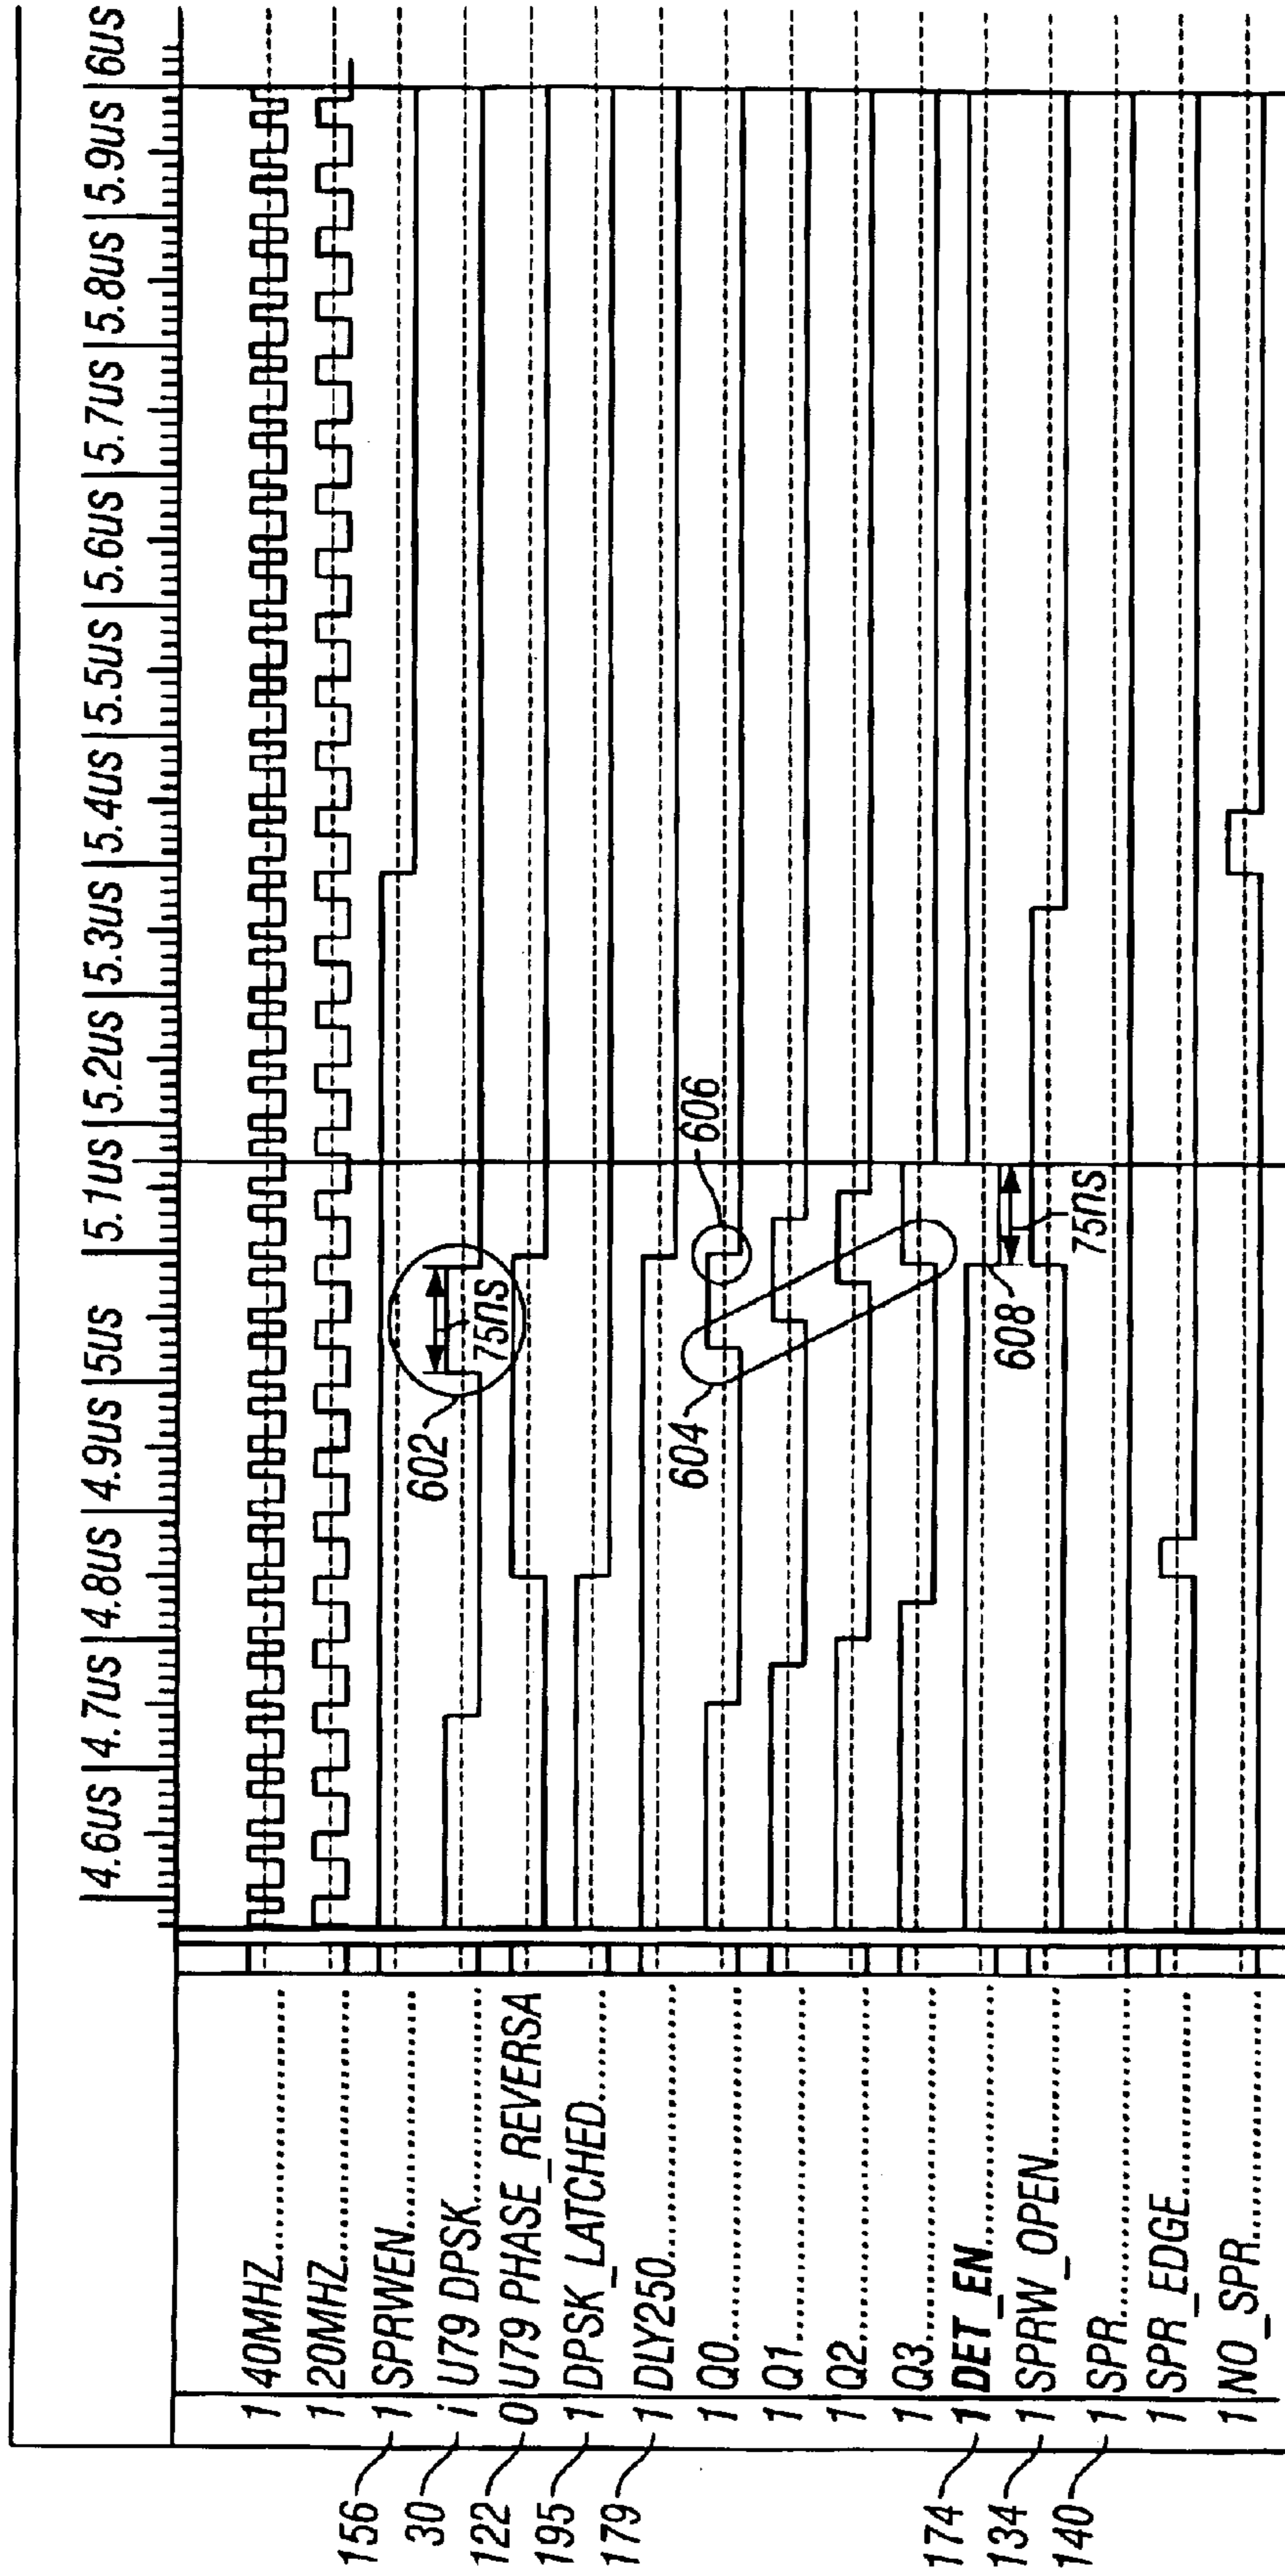 |4.6us|4.7us|4.8us|4.9us|5us |5.1us|5.2us|5.3us|5.4us|5.5us|5.6us|5.7us|5.8us|5.9us|6us
1 40MHZ
1 20MHZ
156 1 SPRWEN
30 i U79 DPSK
122 0 U79 PHASE_REVERSA
195 1 DPSK_LATCHED
179 1 DLY250
1 Q0
1 Q1
1 Q2
1 Q3
174 1 DET_EN
134 1 SPRW_OPEN
140 1 SPR
1 SPR_EDGE
1 NO_SPR
602
75ns
604
606
608
75ns